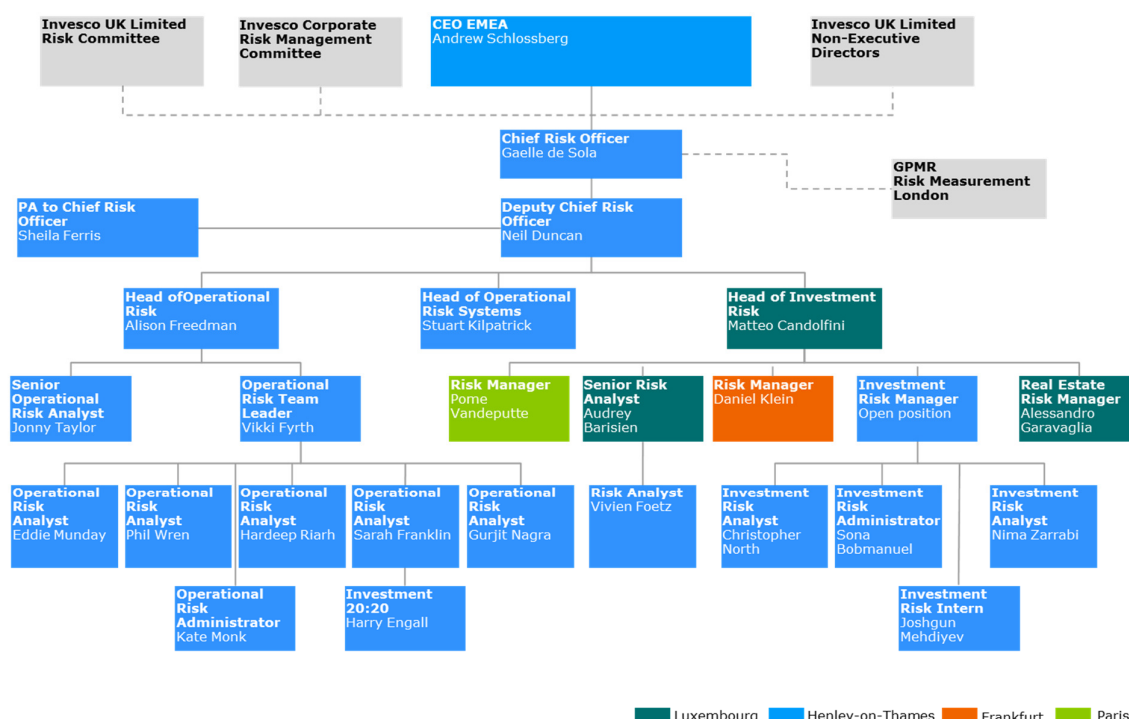 Invesco UK Limited
Risk Committee
Invesco Corporate
Risk Management
Committee
CEO EMEA
Andrew Schlossberg
Invesco UK Limited
Non-Executive
Directors
Chief Risk Officer
Gaelle de Sola
GPMR
Risk Measurement
London
PA to Chief Risk
Officer
Sheila Ferris
Deputy Chief Risk
Officer
Neil Duncan
Head ofOperational
Risk
Alison Freedman
Head of Operational
Risk Systems
Stuart Kilpatrick
Head of Investment
Risk
Matteo Candolfini
Senior
Operational
Risk Analyst
Jonny Taylor
Operational
Risk Team
Leader
Vikki Fyrth
Risk Manager
Pome
Vandeputte
Senior Risk
Analyst
Audrey
Barisien
Risk Manager
Daniel Klein
Investment
Risk Manager
Open position
Real Estate
Risk Manager
Alessandro
Garavaglia
Operational
Risk
Analyst
Eddie Munday
Operational
Risk
Analyst
Phil Wren
Operational
Risk
Analyst
Hardeep Riarh
Operational
Risk
Analyst
Sarah Franklin
Operational
Risk
Analyst
Gurjit Nagra
Risk Analyst
Vivien Foetz
Investment
Risk
Analyst
Christopher
North
Investment
Risk
Administrator
Sona
Bobmanuel
Investment
Risk
Analyst
Nima Zarrabi
Operational
Risk
Administrator
Kate Monk
Investment
20:20
Harry Engall
Investment
Risk Intern
Joshgun
Mehdiyev
Luxembourg
Henley-on-Thames
Frankfurt
Paris